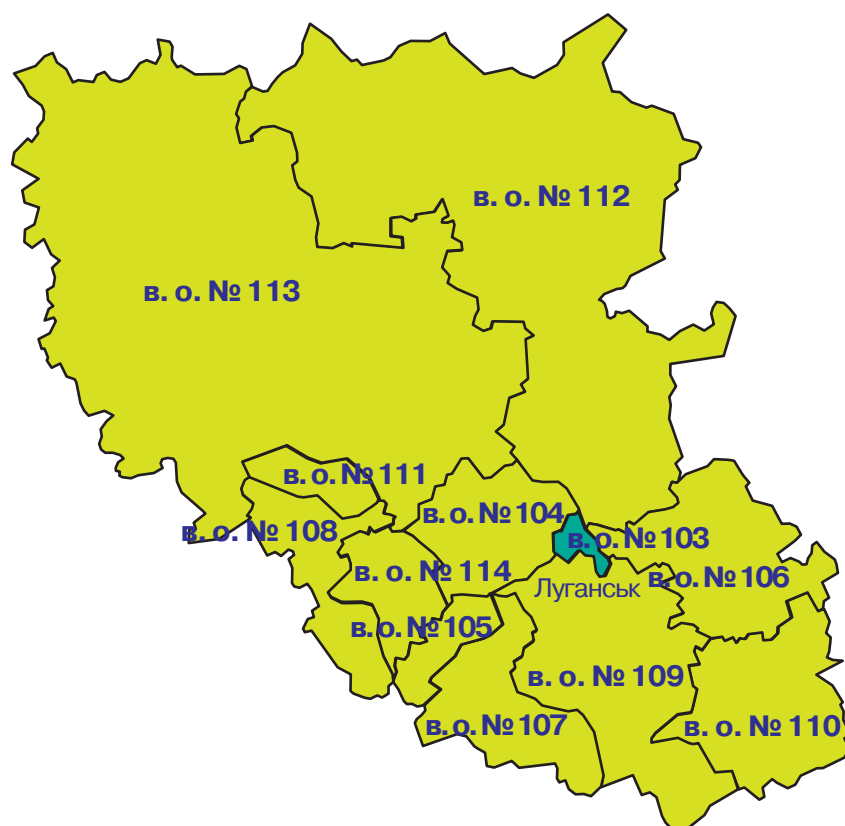 в. о. № 112
в. о. № 113
в. о. № 111
в. о. № 104
в. о. № 108
в. о. № 103
в. о. № 114
в. о. № 106
Луганськ
в. о. № 105
в. о. № 109
в. о. № 107
в. о. № 110